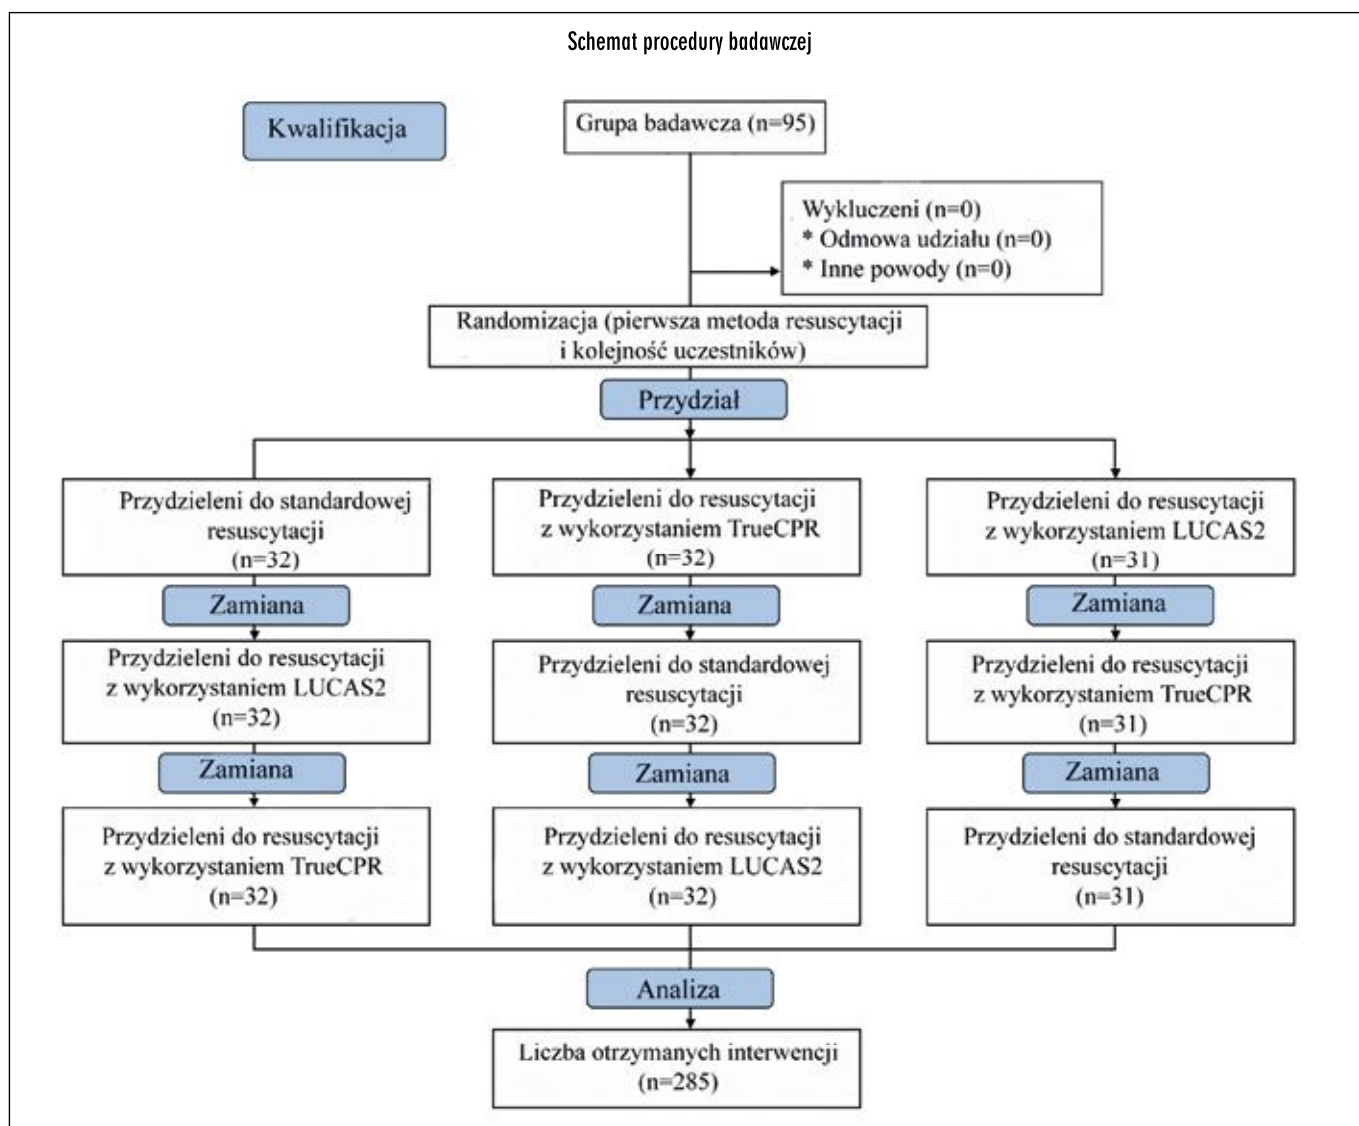 Schemat procedury badawczej
Kwalifikacja
Grupa badawcza (n=95)
Wykluczeni (n=0)
* Odmowa udziału (n=0)
* Inne powody (n=0)
Randomizacja (pierwsza metoda resuscytacji
i kolejność uczestników)
Przydział
Przydzieleni do standardowej
resuscytacji
(n=32)
Przydzieleni do resuscytacji
z wykorzystaniem TrueCPR
(n=32)
Przydzieleni do resuscytacji
z wykorzystaniem LUCAS2
(n=31)
Zamiana
Zamiana
Zamiana
Przydzieleni do resuscytacji
z wykorzystaniem LUCAS2
(n=32)
Przydzieleni do standardowej
resuscytacji
(n=32)
Przydzieleni do resuscytacji
z wykorzystaniem TrueCPR
(n=31)
Zamiana
Zamiana
Zamiana
Przydzieleni do resuscytacji
z wykorzystaniem TrueCPR
(n=32)
Przydzieleni do resuscytacji
z wykorzystaniem LUCAS2
(n=32)
Przydzieleni do standardowej
resuscytacji
(n=31)
Analiza
Liczba otrzymanych interwencji
(n=285)